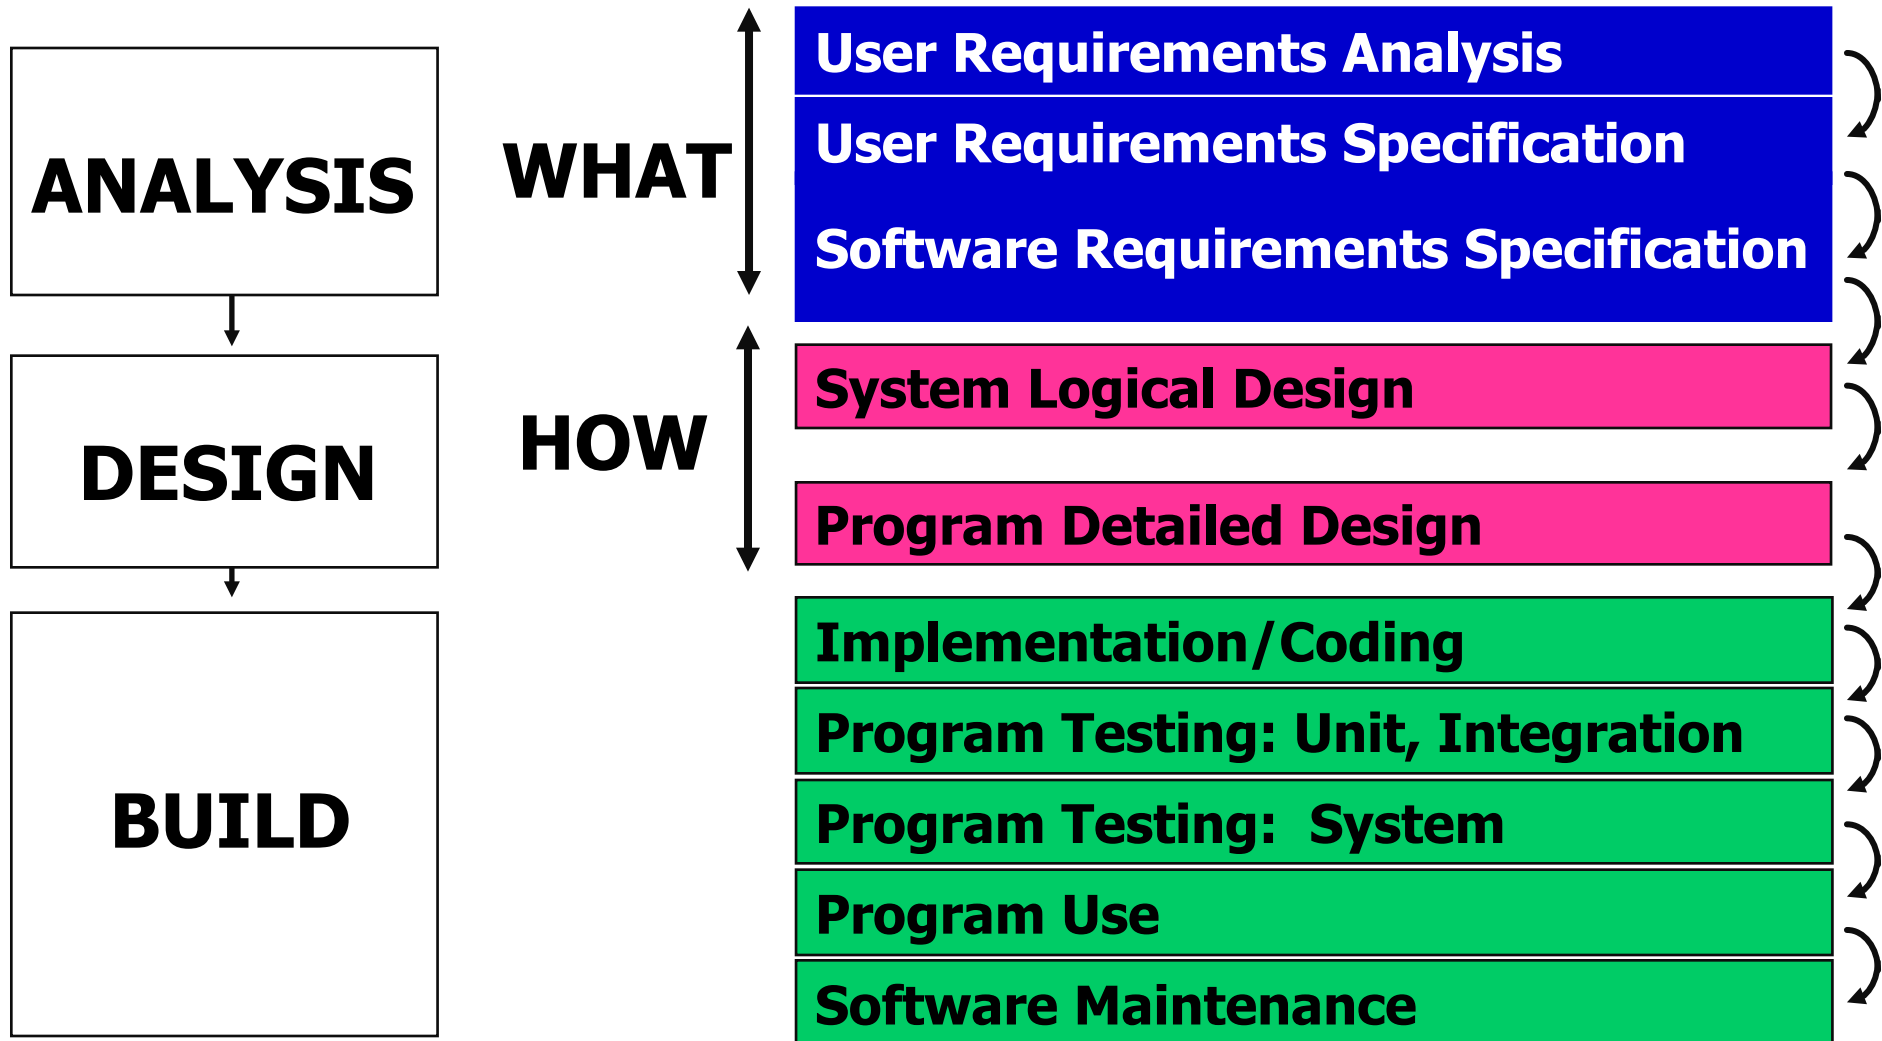 ANALYSIS
WHAT
User Requirements Analysis
User Requirements Specification
Software Requirements Specification
DESIGN
HOW
System Logical Design
Program Detailed Design
BUILD
Implementation/Coding
Program Testing: Unit, Integration
Program Testing:  System
Program Use
Software Maintenance